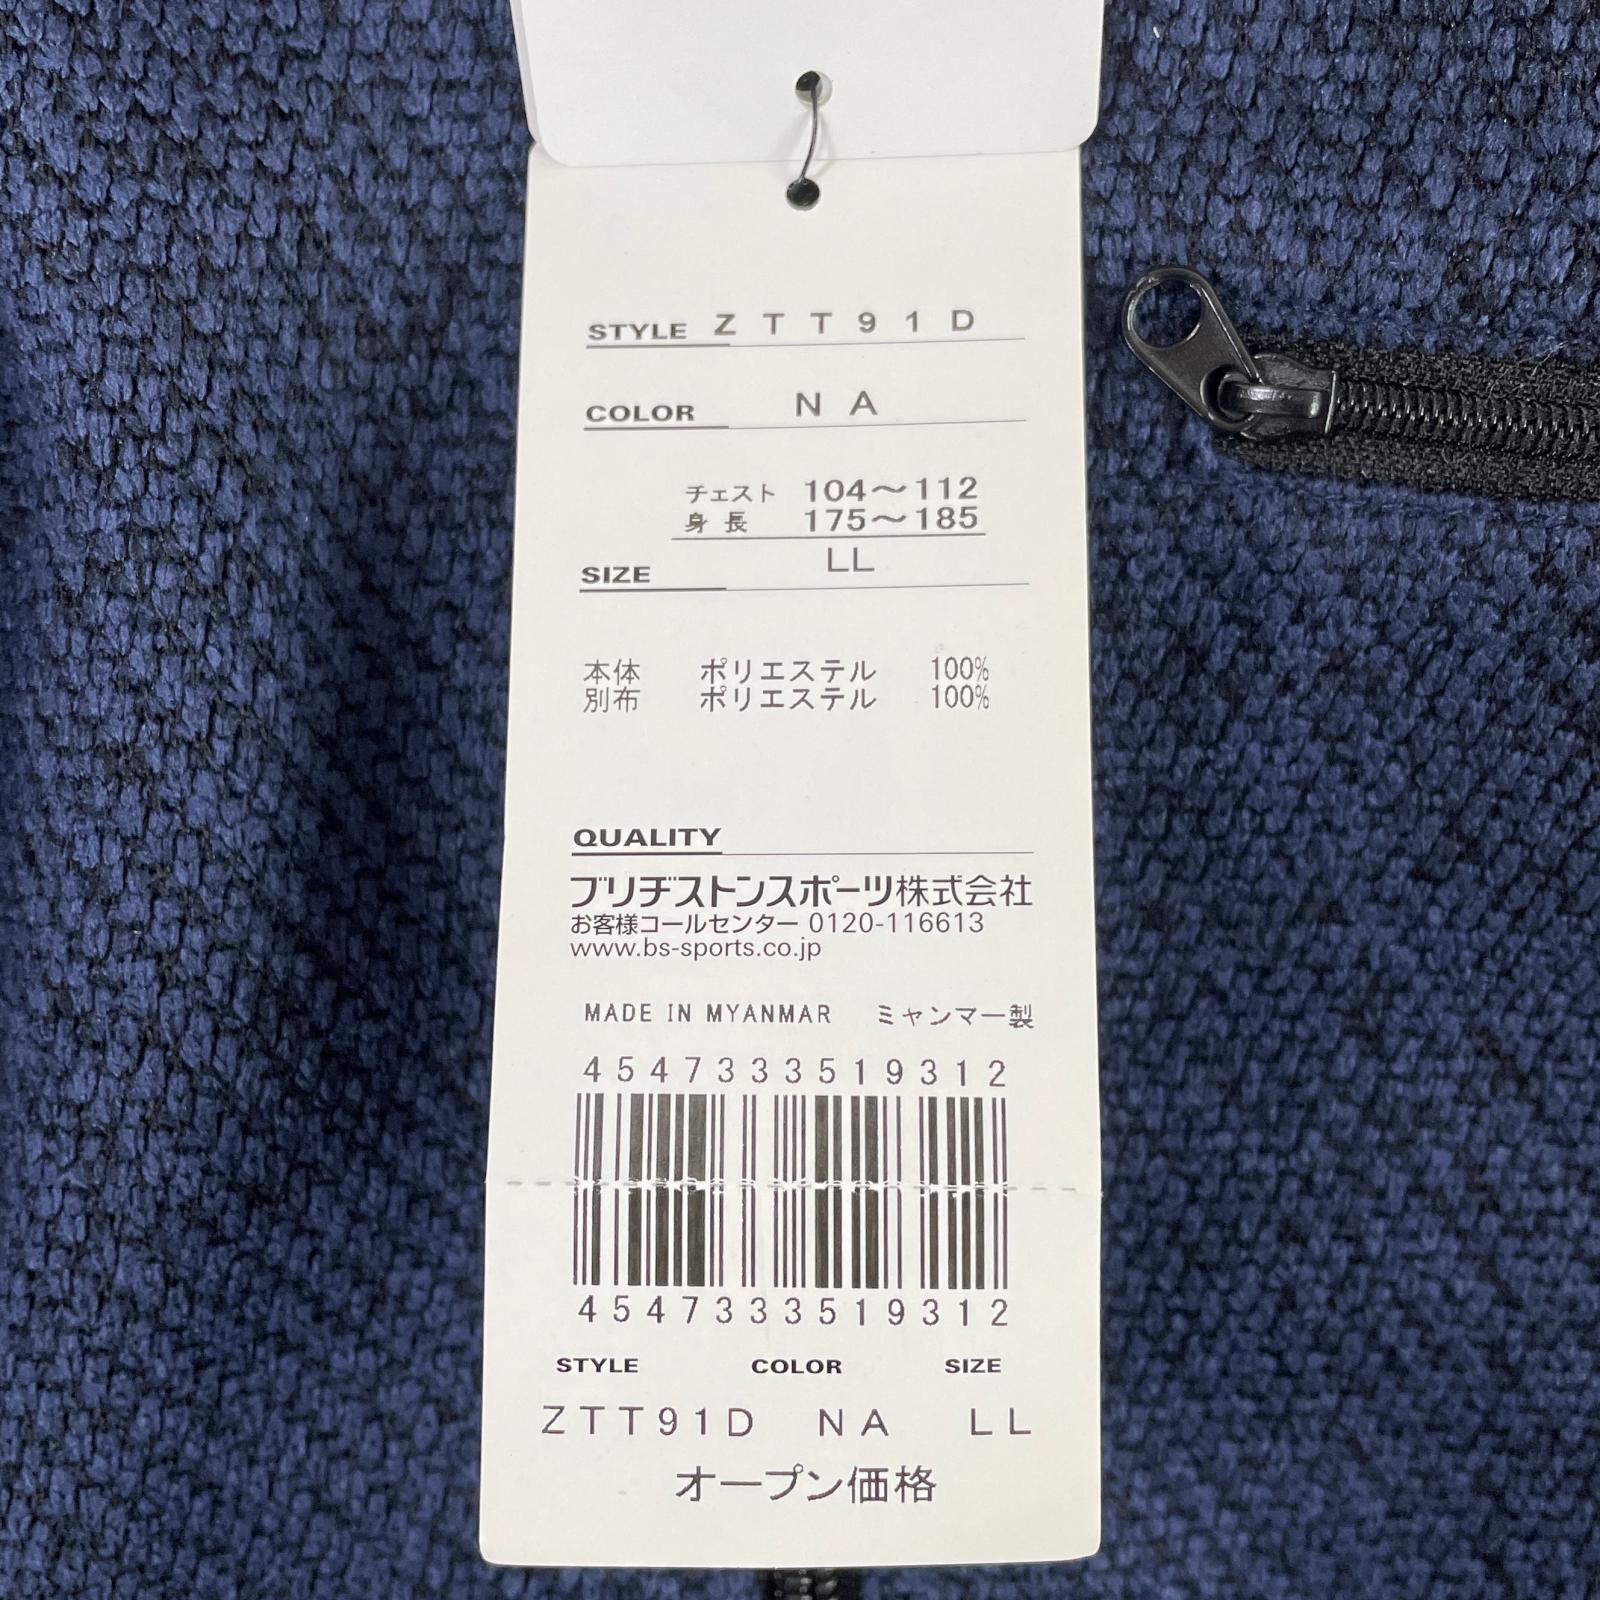 STYLE ZTT91D
COLOR NA
チェスト 104～112
身長 175～185
SIZE LL
本体 ポリエステル 100%
別布 ポリエステル 100%
QUALITY
ブリヂストンスポーツ株式会社
お客様コールセンター 0120-116613
www.bs-sports.co.jp
MADE IN MYANMAR ミャンマー製
4547333519312
4547333519312
STYLE COLOR SIZE
ZTT91D NA LL
オープン価格